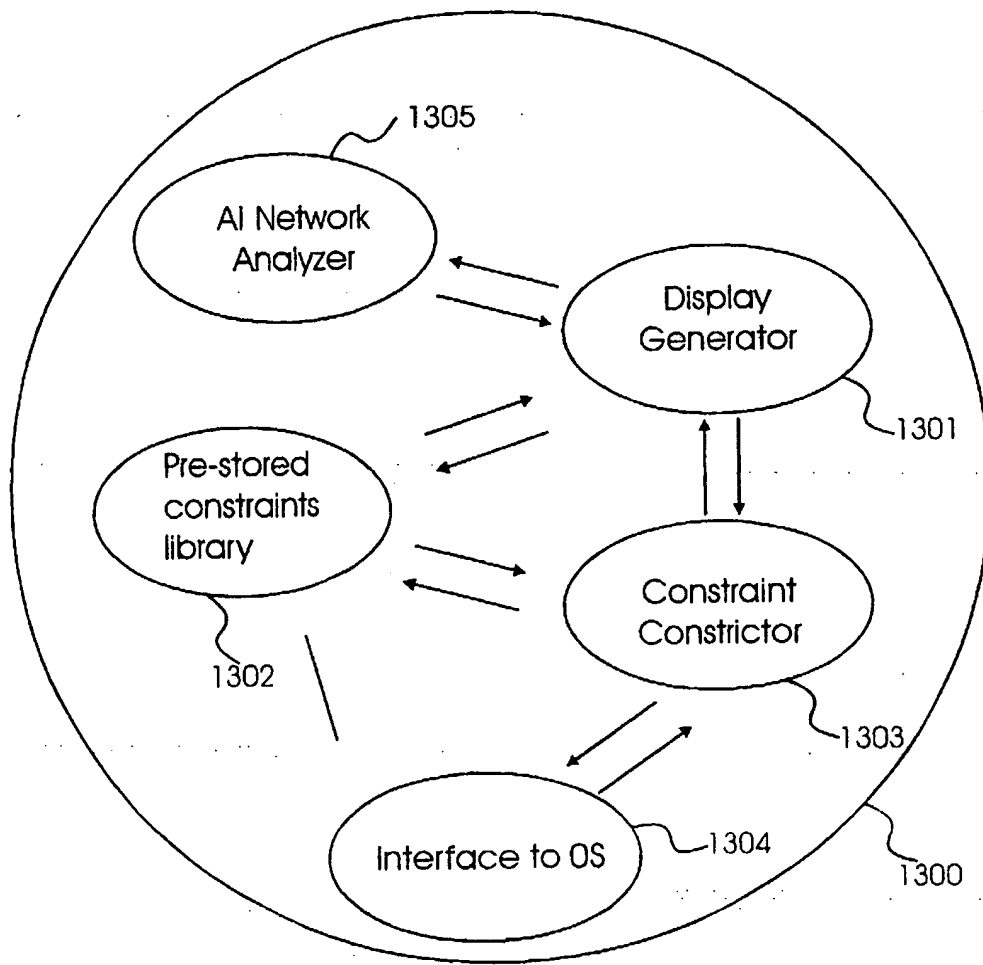 1305
AI Network
Analyzer
Display
Generator
1301
Pre-stored
constraints
library
Constraint
Constrictor
1302
1303
Interface to OS
1304
1300